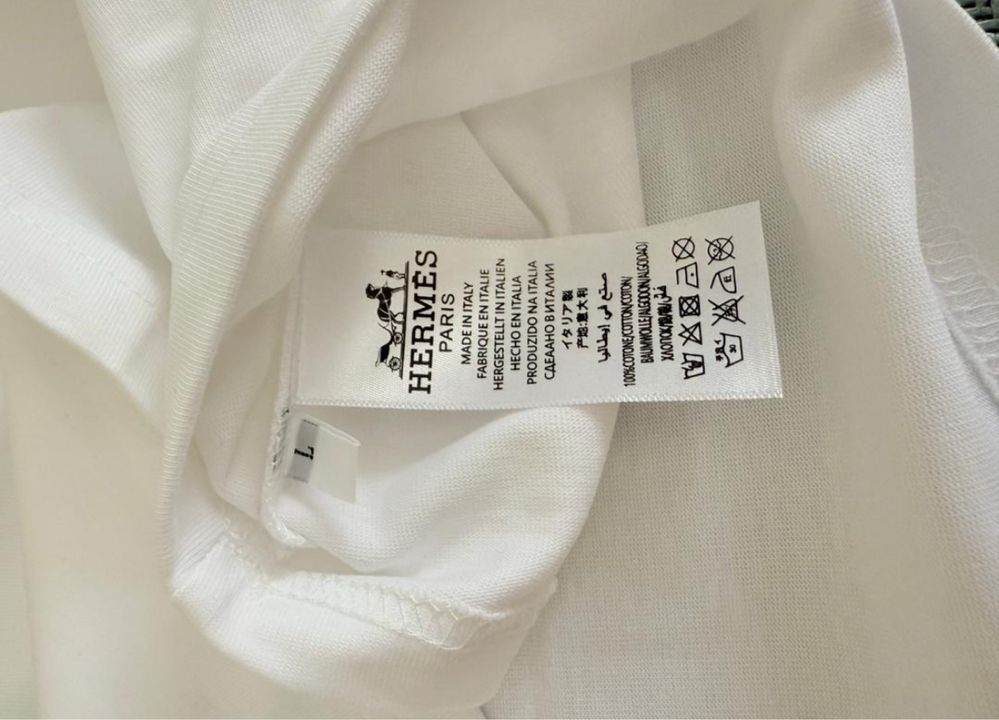 HERMÈS
PARIS
MADE IN ITALY
FABRIQUE EN ITALIE
HERGESTELLT IN ITALIEN
HECHO EN ITALIA
PRODUZIDO NA ITALIA
СДЕЛАНО В ИТАЛИИ
イタリア製
产地:意大利
صنع في إيطاليا
100%COTONE/COTTON/COTON/
BAUMWOLLE/ALGODON/ALGODAO/
ХЛОПОК/棉/綿/قطن
30
L